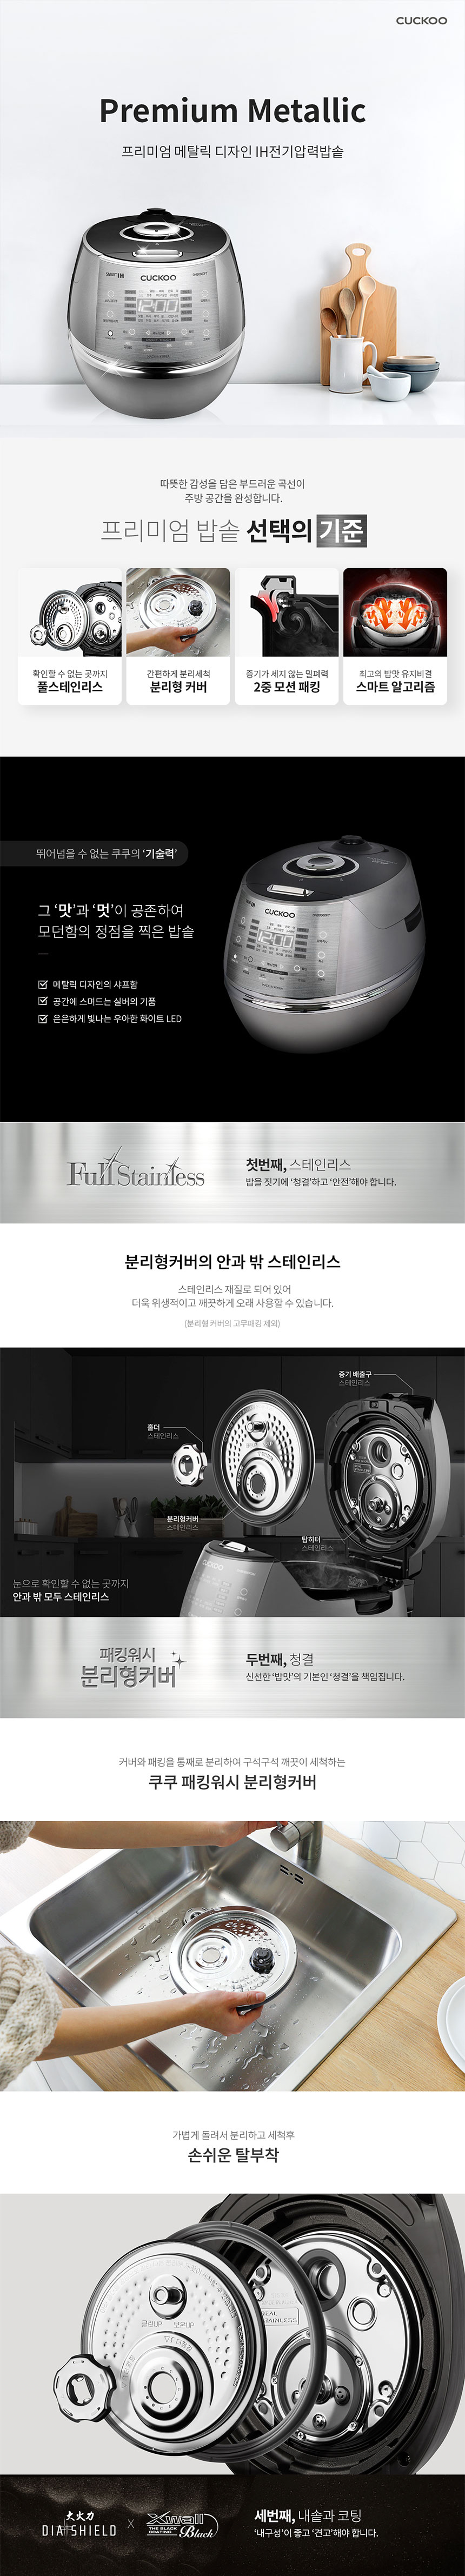 CUCKOO
Premium Metallic
프리미엄 메탈릭 디자인 IH전기압력밥솥
CUCKOO
따뜻한 감성을 담은 부드러운 곡선이
주방 공간을 완성합니다.
프리미엄 밥솥 선택의 기준
확인할 수 없는 곳까지
풀스테인리스
간편하게 분리세척
분리형 커버
증기가 세지 않는 밀폐력
2중 모션 패킹
최고의 밥맛 유지비결
스마트 알고리즘
뛰어넘을 수 없는 쿠쿠의 ‘기술력’
그 ‘맛’과 ‘멋’이 공존하여
모던함의 정점을 찍은 밥솥
메탈릭 디자인의 샤프함
공간에 스며드는 실버의 기품
은은하게 빛나는 우아한 화이트 LED
CUCKOO
Full Stainless
첫번째, 스테인리스
밥을 짓기에 ‘청결’하고 ‘안전’해야 합니다.
분리형커버의 안과 밖 스테인리스
스테인리스 재질로 되어 있어
더욱 위생적이고 깨끗하게 오래 사용할 수 있습니다.
(분리형 커버의 고무패킹 제외)
증기 배출구
스테인리스
홀더
스테인리스
분리형커버
스테인리스
탑히터
스테인리스
CUCKOO
눈으로 확인할 수 없는 곳까지
안과 밖 모두 스테인리스
패킹워시
분리형커버
두번째, 청결
신선한 ‘밥맛’의 기본인 ‘청결’을 책임집니다.
커버와 패킹을 통째로 분리하여 구석구석 깨끗이 세척하는
쿠쿠 패킹워시 분리형커버
가볍게 돌려서 분리하고 세척후
손쉬운 탈부착
STAINLESS
大火力
DIA SHIELD
X
Xwall
THE BLACK
COATING
Black
세번째, 내솥과 코팅
‘내구성’이 좋고 ‘견고’해야 합니다.